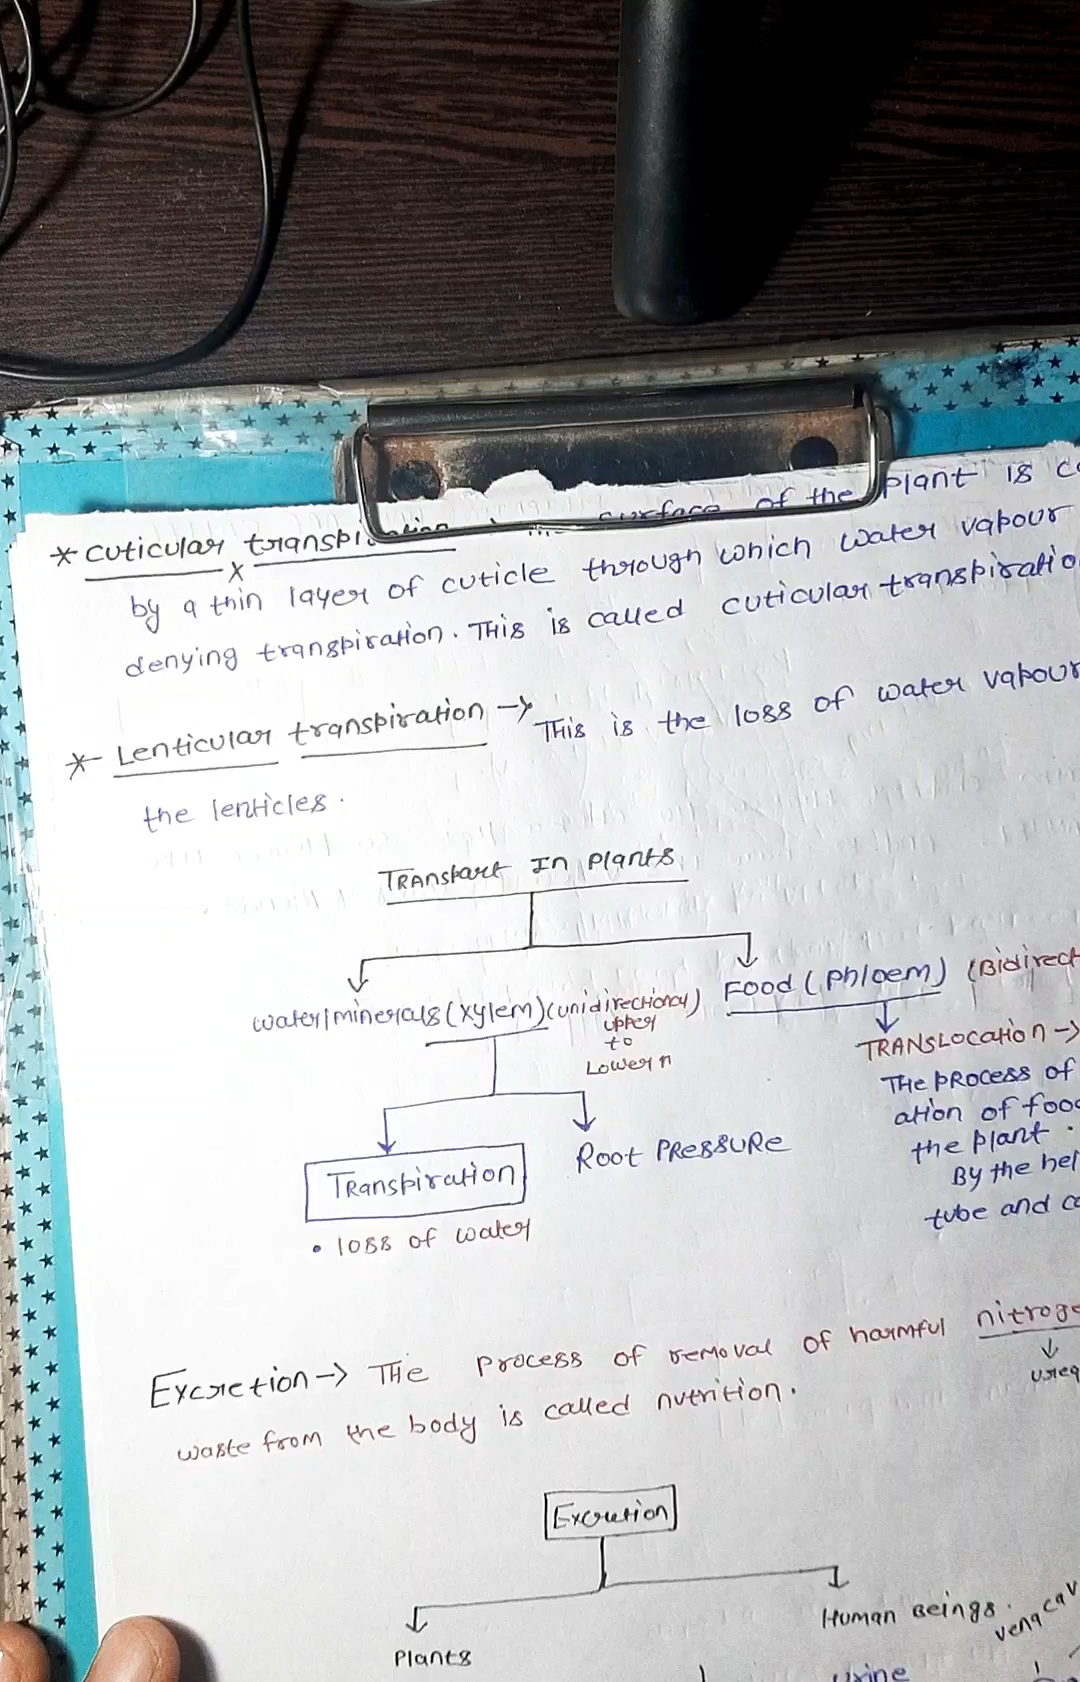 * Cuticular transpiration surface of the plant is
by a thin layer of cuticle through which water vapour
denying transpiration. This is called cuticular transpiratio
* Lenticular transpiration → This is the loss of water vapour
the lenticles.
TRANSPORT IN PLANTS
water/minerals (xylem) (unidirectional) Food (Phloem) (Bidirect
upper
to
Lower n
TRANSLOCATION →
THE PROCESS of
ation of food
the plant.
By the hel
tube and
Transpiration
ROOT PRESSURE
• loss of water
Excretion → THE process of removal of harmful nitroge
urea
waste from the body is called nutrition.
Excretion
Plants
Human Beings.
vena cav
urine